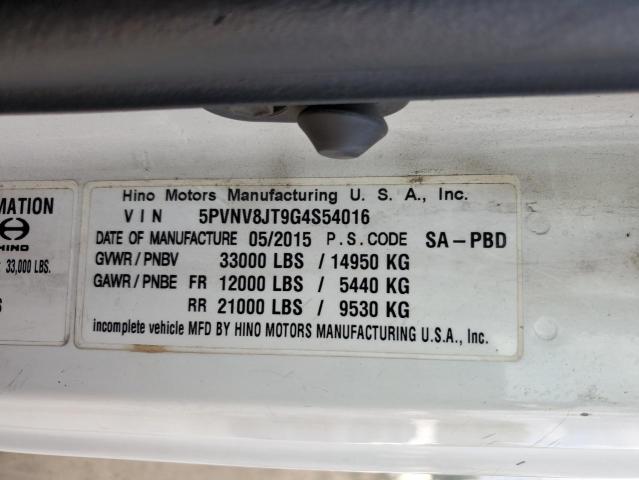 MATION
HINO
33,000 LBS.
S
Hino Motors Manufacturing U. S. A., Inc.
VIN 5PVNV8JT9G4S54016
DATE OF MANUFACTURE 05/2015 P.S.CODE SA-PBD
GVWR/PNBV 33000 LBS / 14950 KG
GAWR/PNBE FR 12000 LBS / 5440 KG
RR 21000 LBS / 9530 KG
incomplete vehicle MFD BY HINO MOTORS MANUFACTURING U.S.A., Inc.